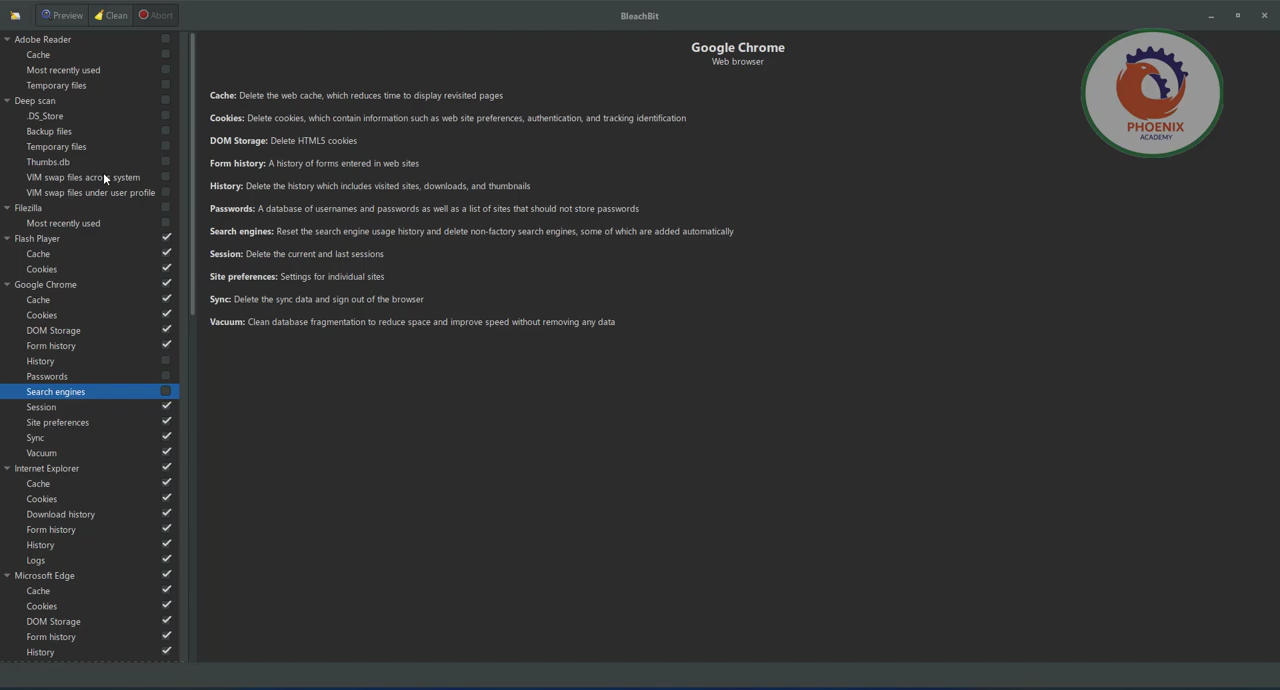 Preview
Clean
Abort
BleachBit
Adobe Reader
Cache
Most recently used
Temporary files
Deep scan
.DS_Store
Backup files
Temporary files
Thumbs.db
VIM swap files across system
VIM swap files under user profile
Filezilla
Most recently used
Flash Player
Cache
Cookies
Google Chrome
Cache
Cookies
DOM Storage
Form history
History
Passwords
Search engines
Session
Site preferences
Sync
Vacuum
Internet Explorer
Cache
Cookies
Download history
Form history
History
Logs
Microsoft Edge
Cache
Cookies
DOM Storage
Form history
History
Google Chrome
Web browser
Cache: Delete the web cache, which reduces time to display revisited pages
Cookies: Delete cookies, which contain information such as web site preferences, authentication, and tracking identification
DOM Storage: Delete HTML5 cookies
Form history: A history of forms entered in web sites
History: Delete the history which includes visited sites, downloads, and thumbnails
Passwords: A database of usernames and passwords as well as a list of sites that should not store passwords
Search engines: Reset the search engine usage history and delete non-factory search engines, some of which are added automatically
Session: Delete the current and last sessions
Site preferences: Settings for individual sites
Sync: Delete the sync data and sign out of the browser
Vacuum: Clean database fragmentation to reduce space and improve speed without removing any data
PHOENIX
ACADEMY